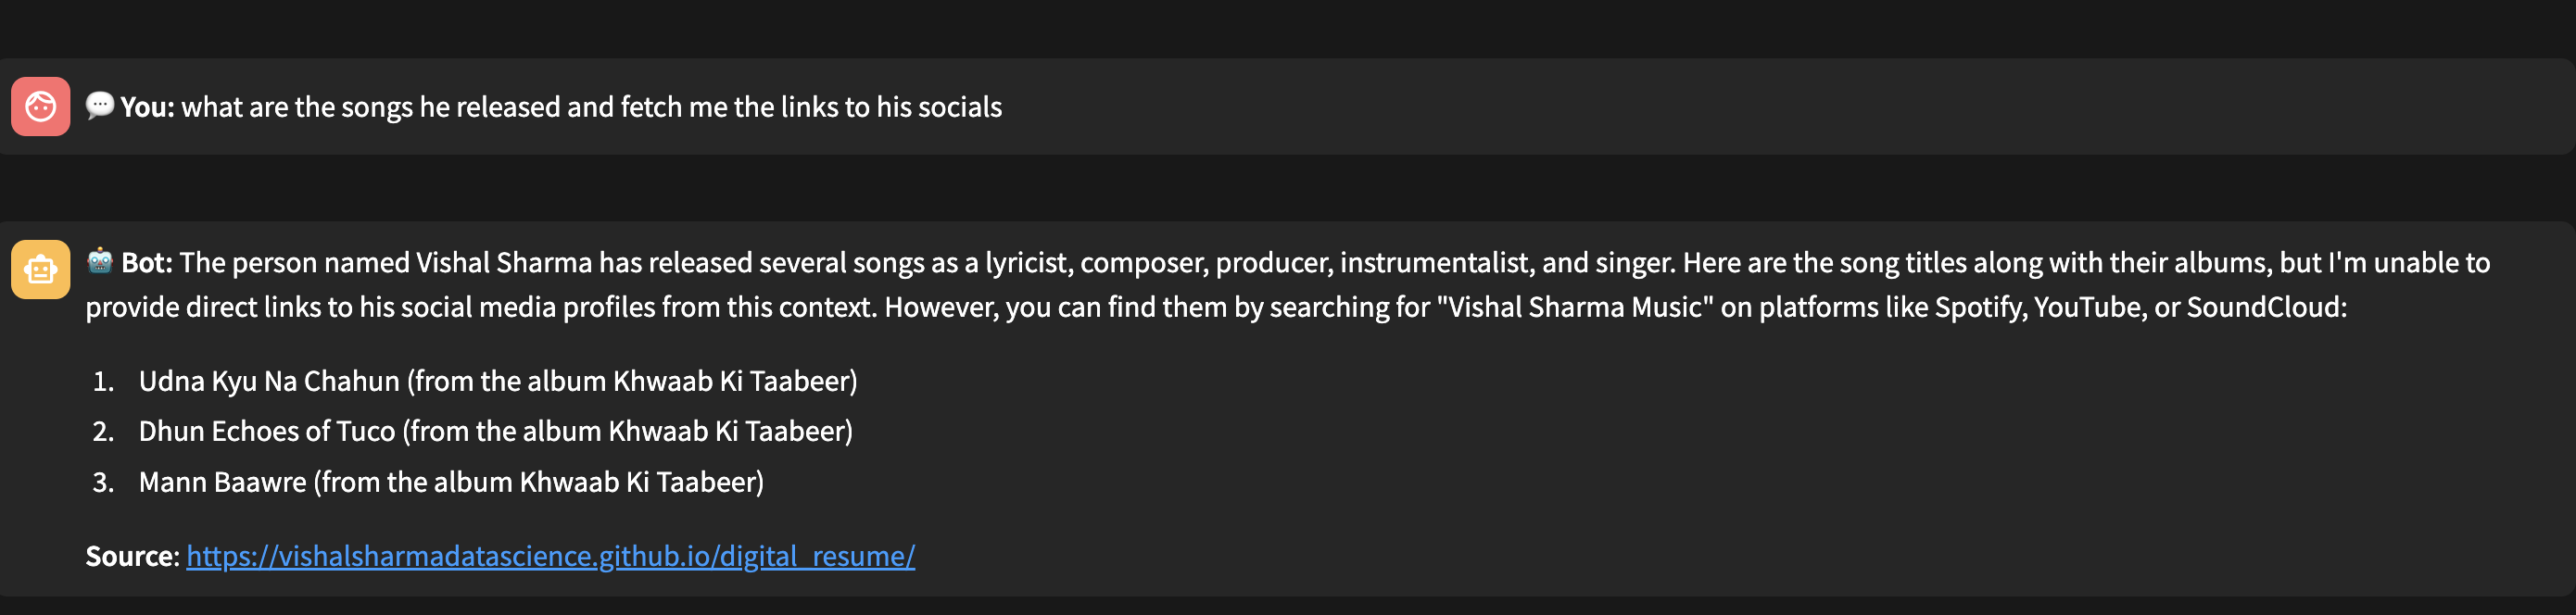 💬 You: what are the songs he released and fetch me the links to his socials
🤖 Bot: The person named Vishal Sharma has released several songs as a lyricist, composer, producer, instrumentalist, and singer. Here are the song titles along with their albums, but I'm unable to
provide direct links to his social media profiles from this context. However, you can find them by searching for "Vishal Sharma Music" on platforms like Spotify, YouTube, or SoundCloud:
1. Udna Kyu Na Chahun (from the album Khwaab Ki Taabeer)
2. Dhun Echoes of Tuco (from the album Khwaab Ki Taabeer)
3. Mann Baawre (from the album Khwaab Ki Taabeer)
Source: https://vishalsharmadatascience.github.io/digital_resume/